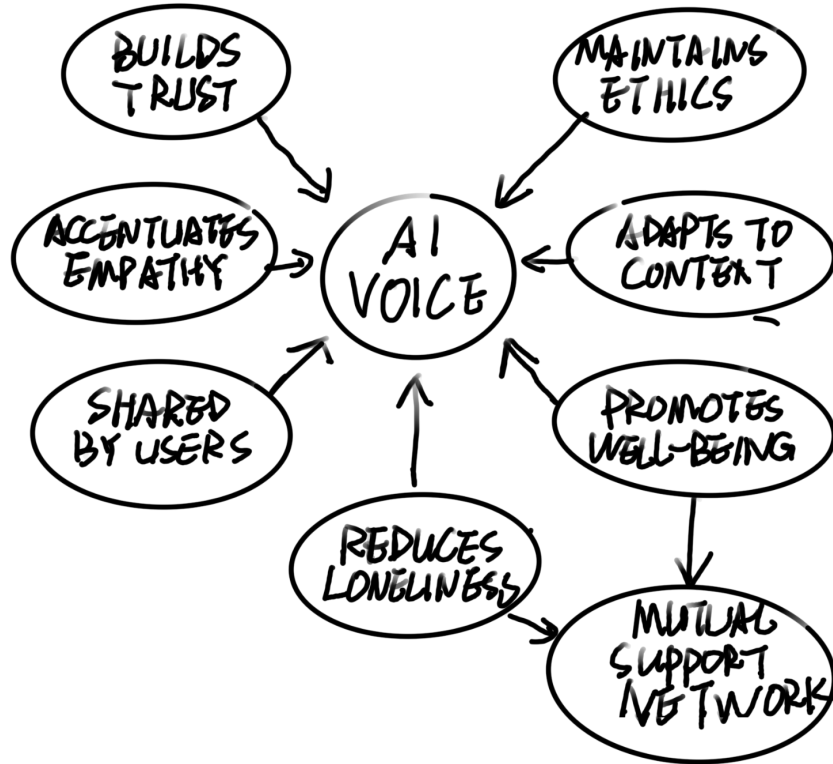 BUILDS
TRUST
MAINTAINS
ETHICS
ACCENTUATES
EMPATHY
AI
VOICE
ADAPTS TO
CONTEXT
SHARED
BY USERS
PROMOTES
WELL-BEING
REDUCES
LONELINESS
MUTUAL
SUPPORT
NETWORK